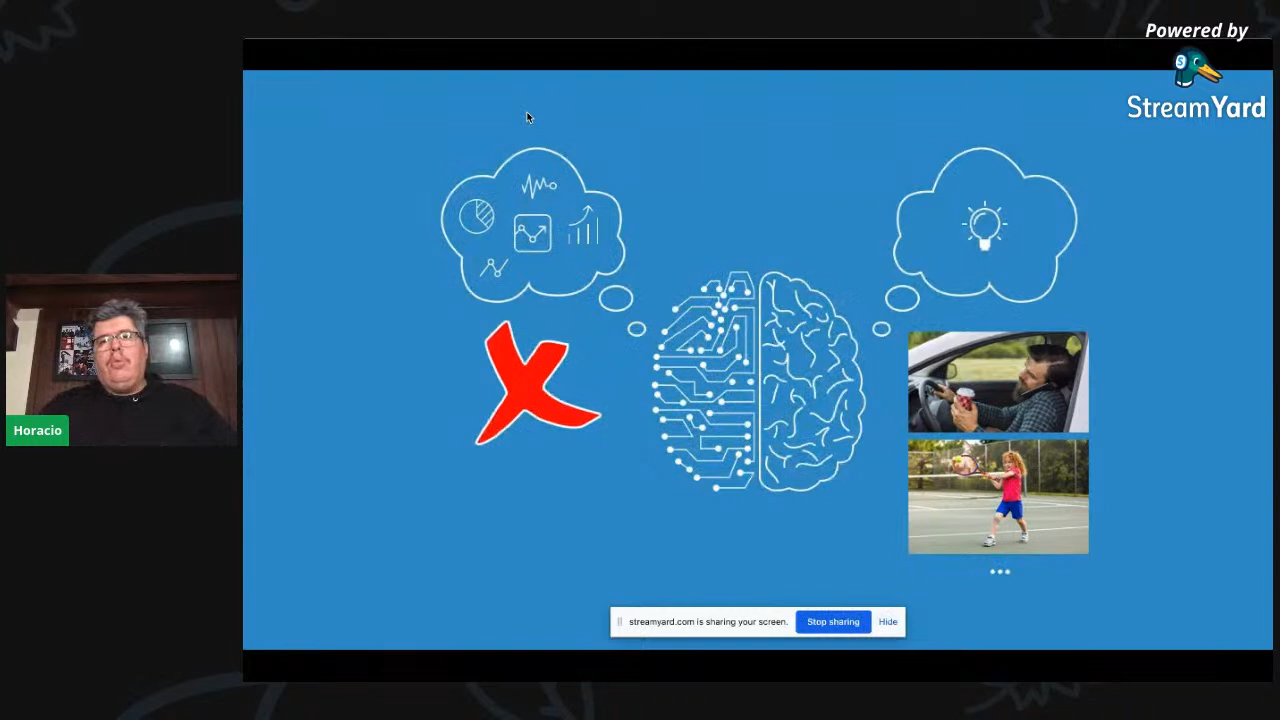 Powered by
StreamYard
Horacio
streamyard.com is sharing your screen.
Stop sharing
Hide